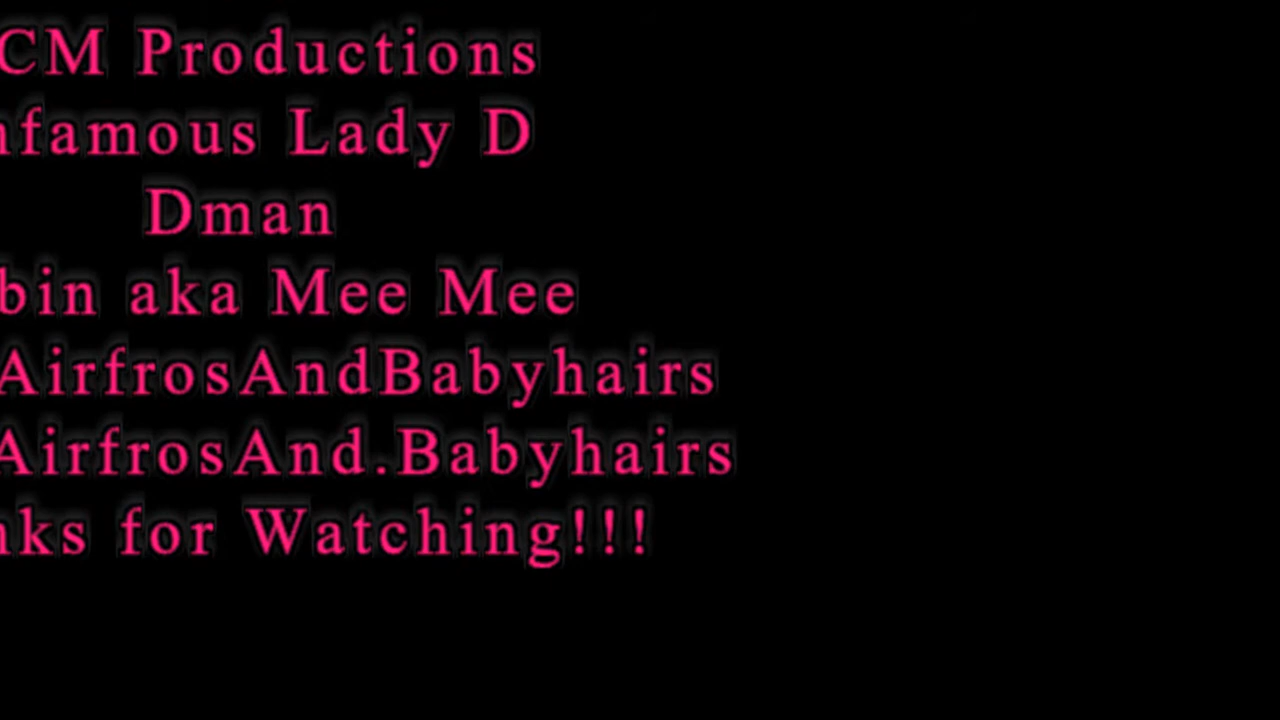 CM Productions
nfamous Lady D
Dman
bin aka Mee Mee
AirfrosAndBabyhairs
AirfrosAnd.Babyhairs
nks for Watching!!!